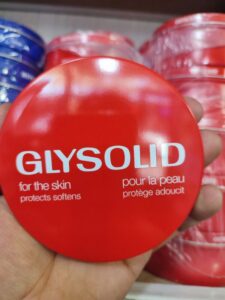 GLYSOLID
for the skin
protects softens
pour la peau
protège adoucit